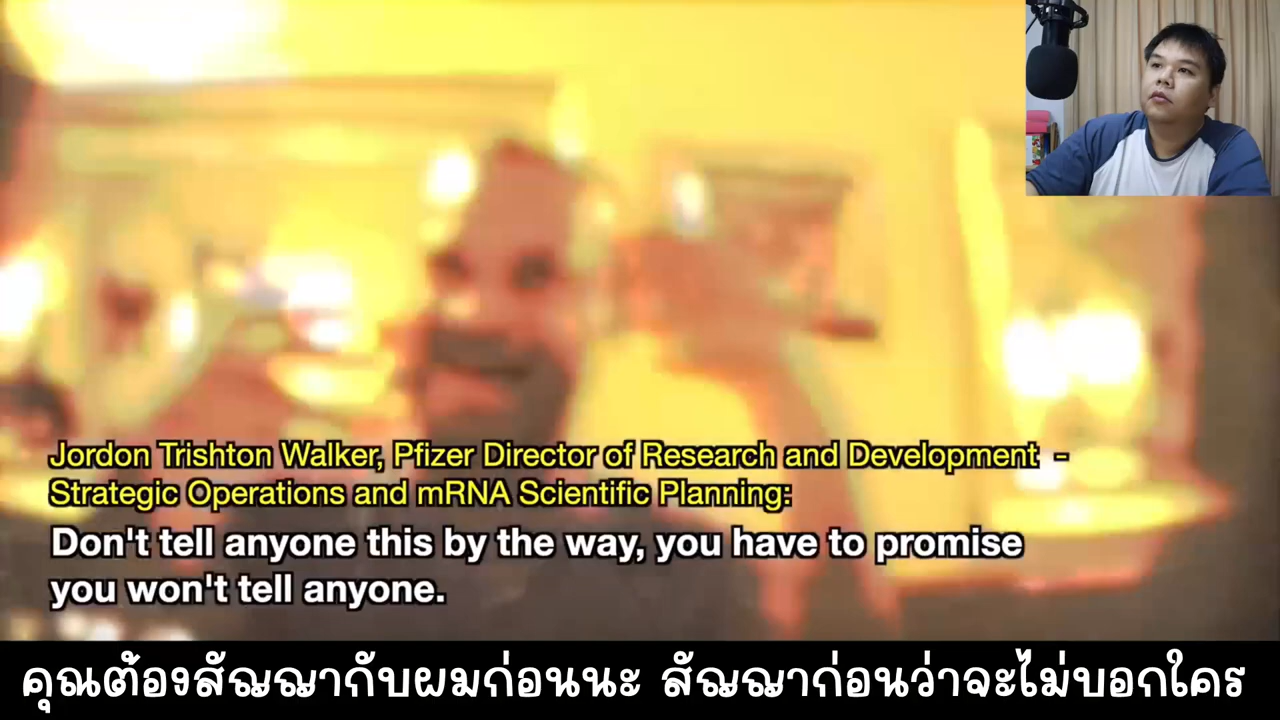 Jordon Trishton Walker, Pfizer Director of Research and Development -
Strategic Operations and mRNA Scientific Planning:
Don't tell anyone this by the way, you have to promise
you won't tell anyone.
คุณต้องสัญญากับผมก่อนนะ สัญญาก่อนว่าจะไม่บอกใคร